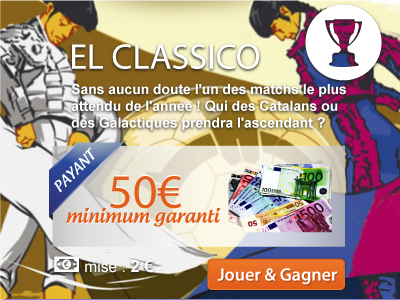 EL CLASSICO
Sans aucun doute l'un des matchs le plus
attendu de l'année ! Qui des Catalans ou
des Galactiques prendra l'ascendant ?
PAYANT
50€
minimum garanti
mise : 2 €
Jouer & Gagner